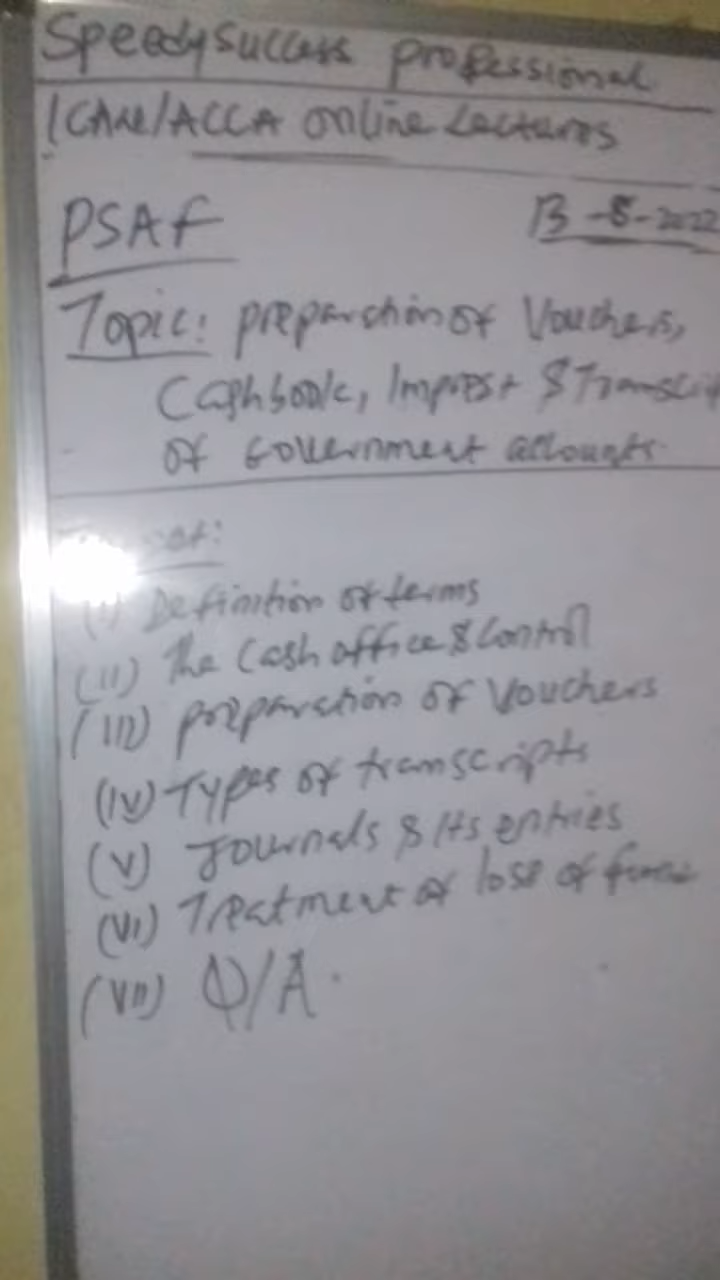 Speedysuccess professional
ICAN/ACCA online Lectures
PSAF 13-8-2022
Topic: preparation of Vouchers,
Cashbook, Imprest & Transcript
of Government accounts
(I) Definition of terms
(II) The Cash office & Control
(III) preparation of Vouchers
(IV) Types of transcripts
(V) Journals & its entries
(VI) Treatment of loss of
(VII) Q/A.